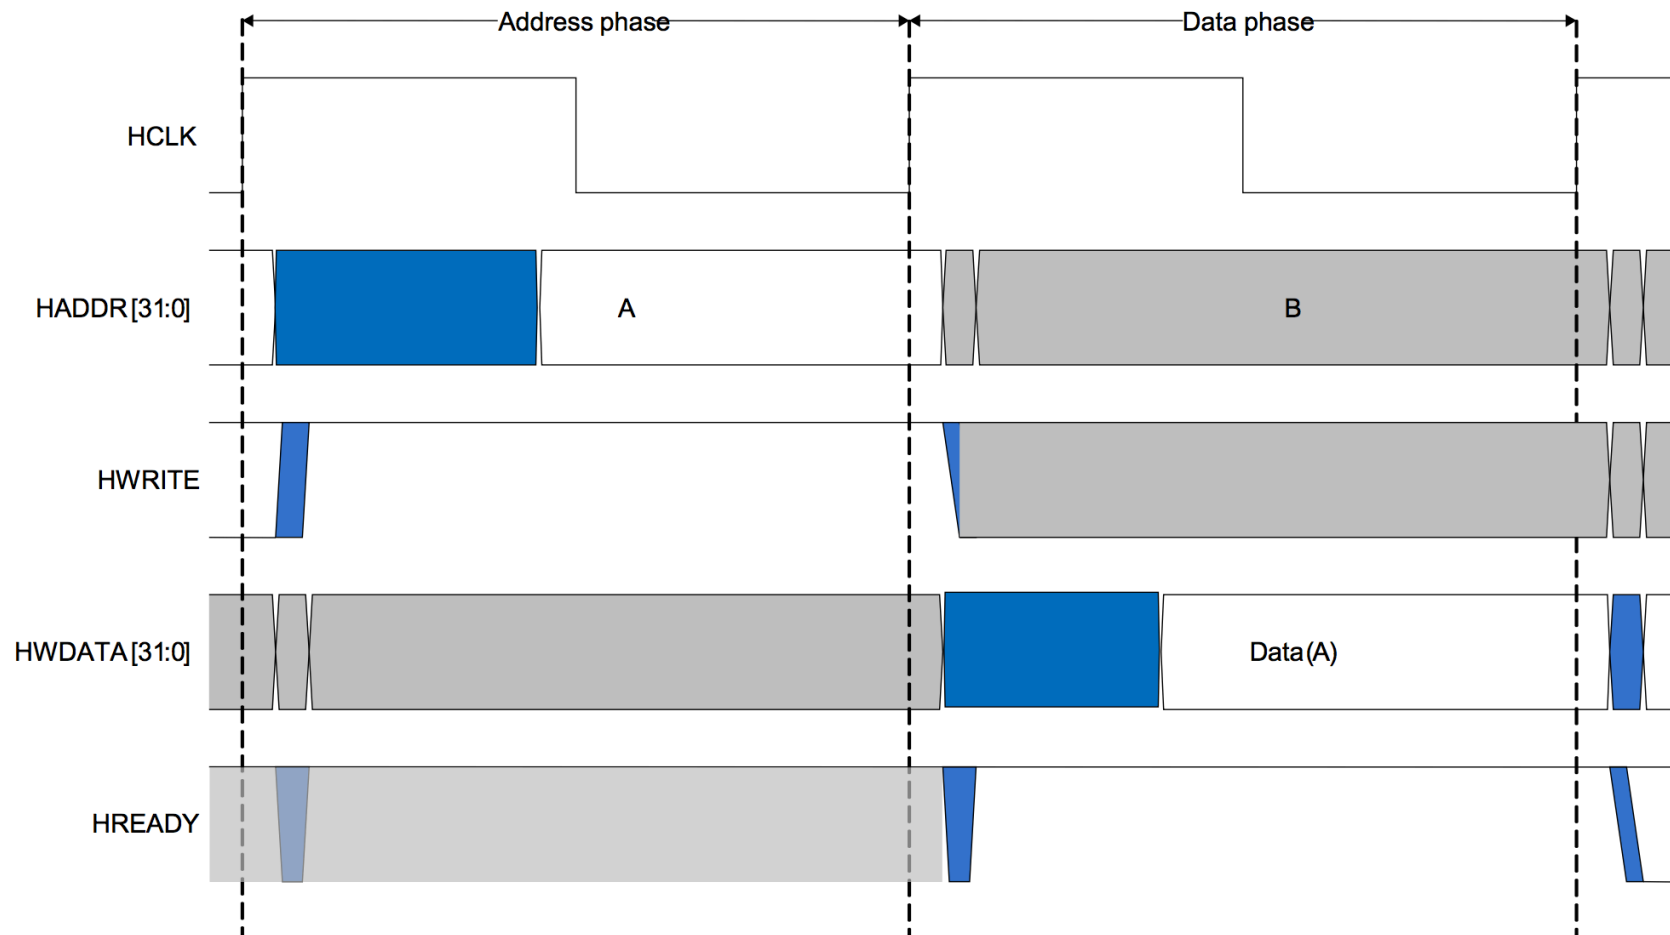 Address phase
Data phase
HCLK
HADDR[31:0]
A
B
HWRITE
HWDATA[31:0]
Data(A)
HREADY